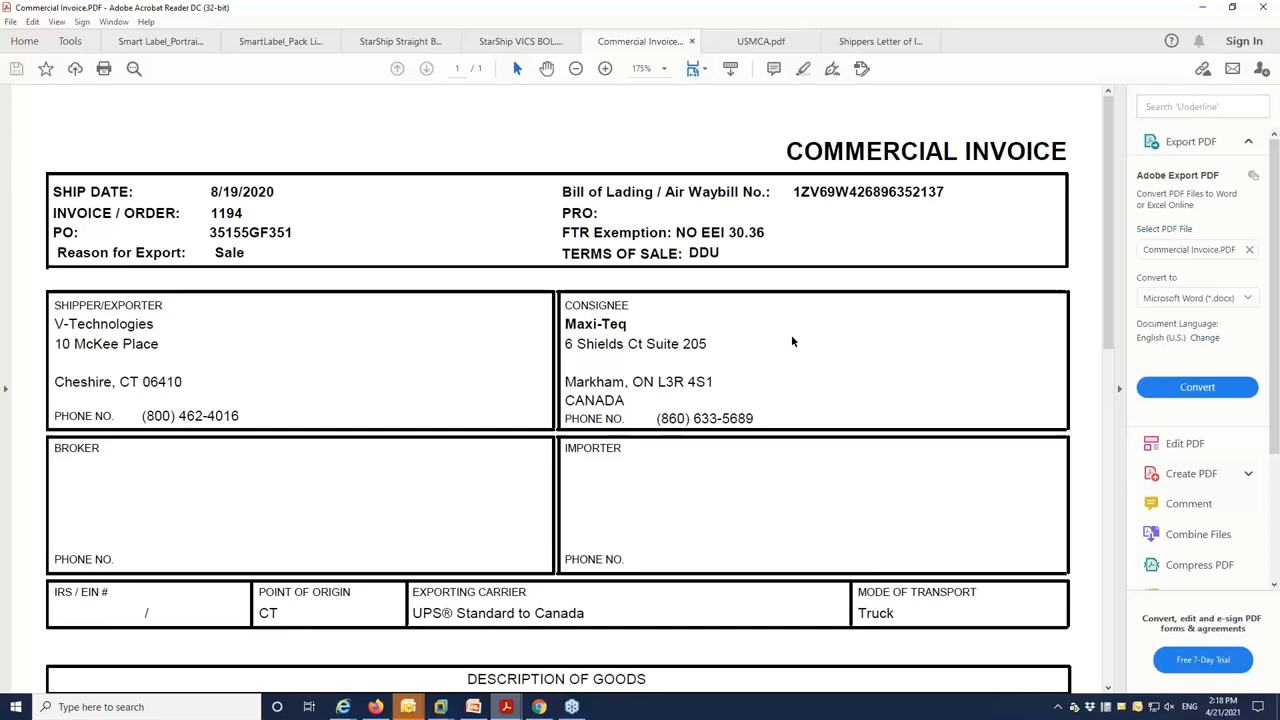 Commercial Invoice.PDF - Adobe Acrobat Reader DC (32-bit)
File Edit View Sign Window Help
Home Tools Smart Label_Portrai... SmartLabel_Pack Li... StarShip Straight B... StarShip VICS BOL.... Commercial Invoice... × USMCA.pdf Shippers Letter of I... Sign In
1 / 1 175%
COMMERCIAL INVOICE
SHIP DATE: 8/19/2020 Bill of Lading / Air Waybill No.: 1ZV69W426896352137
INVOICE / ORDER: 1194 PRO:
PO: 35155GF351 FTR Exemption: NO EEI 30.36
Reason for Export: Sale TERMS OF SALE: DDU
SHIPPER/EXPORTER
V-Technologies
10 McKee Place
Cheshire, CT 06410
PHONE NO. (800) 462-4016
CONSIGNEE
Maxi-Teq
6 Shields Ct Suite 205
Markham, ON L3R 4S1
CANADA
PHONE NO. (860) 633-5689
BROKER
PHONE NO.
IMPORTER
PHONE NO.
IRS / EIN # POINT OF ORIGIN EXPORTING CARRIER MODE OF TRANSPORT
/ CT UPS® Standard to Canada Truck
DESCRIPTION OF GOODS
Search 'Underline'
Export PDF
Adobe Export PDF
Convert PDF Files to Word
or Excel Online
Select PDF File
Commercial Invoice.PDF
Convert to
Microsoft Word (*.docx)
Document Language:
English (U.S.) Change
Convert
Edit PDF
Create PDF
Comment
Combine Files
Compress PDF
Convert, edit and e-sign PDF
forms & agreements
Free 7-Day Trial
Type here to search
ENG
2:18 PM
4/21/2021